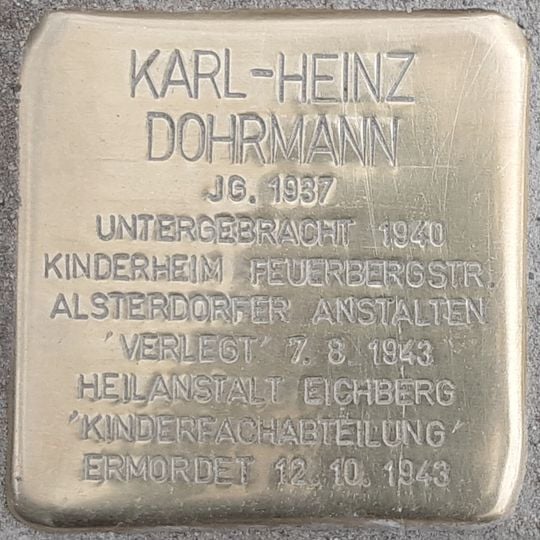 KARL-HEINZ
DOHRMANN
JG. 1937
UNTERGEBRACHT 1940
KINDERHEIM FEUERBERGSTR.
ALSTERDORFER ANSTALTEN
'VERLEGT' 7. 8. 1943
HEILANSTALT EICHBERG
'KINDERFACHABTEILUNG'
ERMORDET 12. 10. 1943